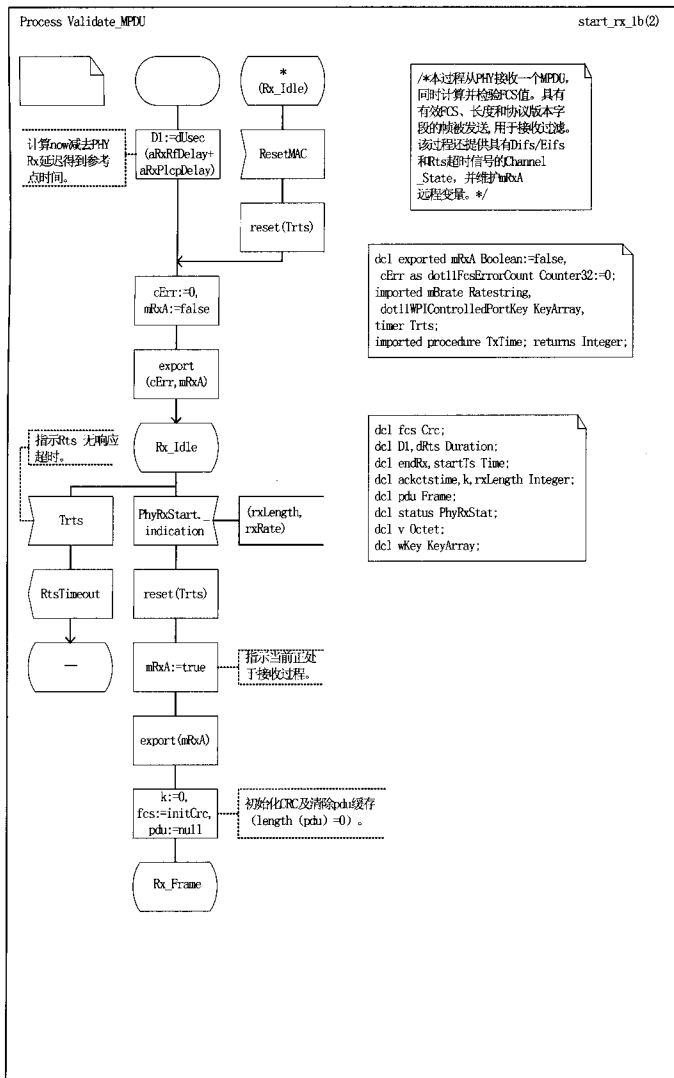 Process Validate_MPDU
start_rx_1b(2)
*
(Rx_Idle)
/*本过程从PHY接收一个MPDU,
同时计算并检验FCS值。具有
有效FCS、长度和协议版本字
段的帧被发送,用于接收过滤。
该过程还提供具有Difs/Eifs
和Rts超时信号的Channel
_State，并维护mRxA
远程变量。*/
计算now减去PHY
Rx延迟得到参考
点时间。
D1:=dUsec
(aRxRfDelay+
aRxPlcpDelay)
ResetMAC
reset(Trts)
dcl exported mRxA Boolean:=false,
cErr as dot11FcsErrorCount Counter32:=0;
imported mBrate Ratestring,
dot11WPIControlledPortKey KeyArray,
timer Trts;
imported procedure TxTime; returns Integer;
cErr:=0,
mRxA:=false
export
(cErr,mRxA)
指示Rts 无响应
超时。
Rx_Idle
dcl fcs Crc;
dcl D1,dRts Duration;
dcl endRx,startTs Time;
dcl ackctstime,k,rxLength Integer;
dcl pdu Frame;
dcl status PhyRxStat;
dcl v Octet;
dcl wKey KeyArray;
Trts
PhyRxStart._
indication
(rxLength,
rxRate)
RtsTimeout
reset(Trts)
—
mRxA:=true
指示当前正处
于接收过程。
export(mRxA)
k:=0,
fcs:=initCrc,
pdu:=null
初始化CRC及清除pdu缓存
（length（pdu）=0）。
Rx_Frame